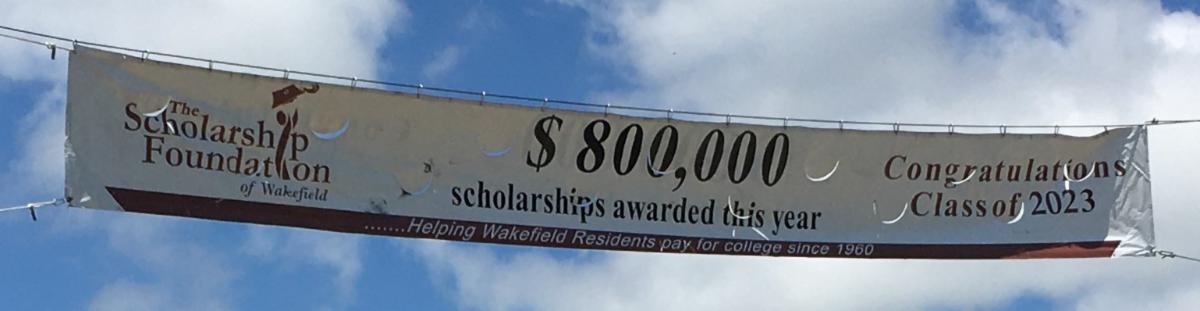 The
Scholarship
Foundation
of Wakefield
$ 800,000
scholarships awarded this year
Congratulations
Class of 2023
.......Helping Wakefield Residents pay for college since 1960